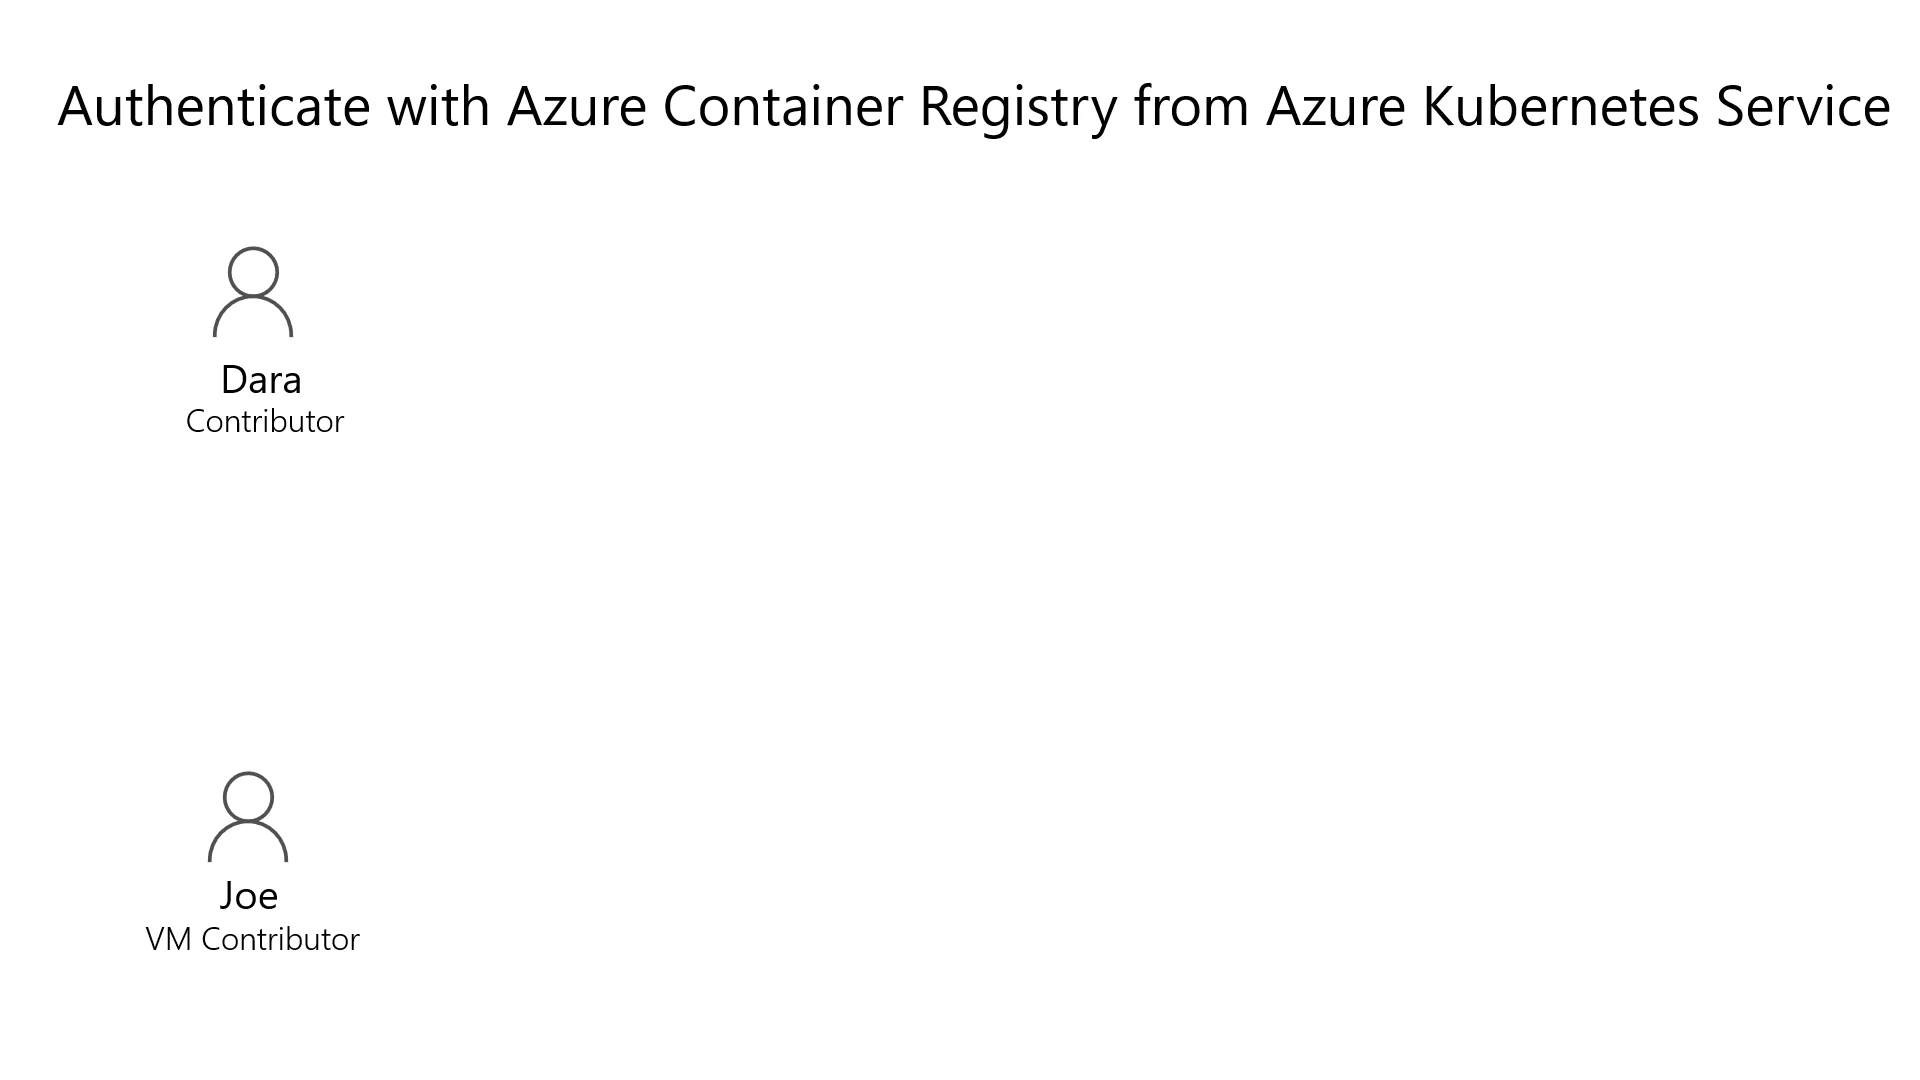 Authenticate with Azure Container Registry from Azure Kubernetes Service
Dara
Contributor
Joe
VM Contributor